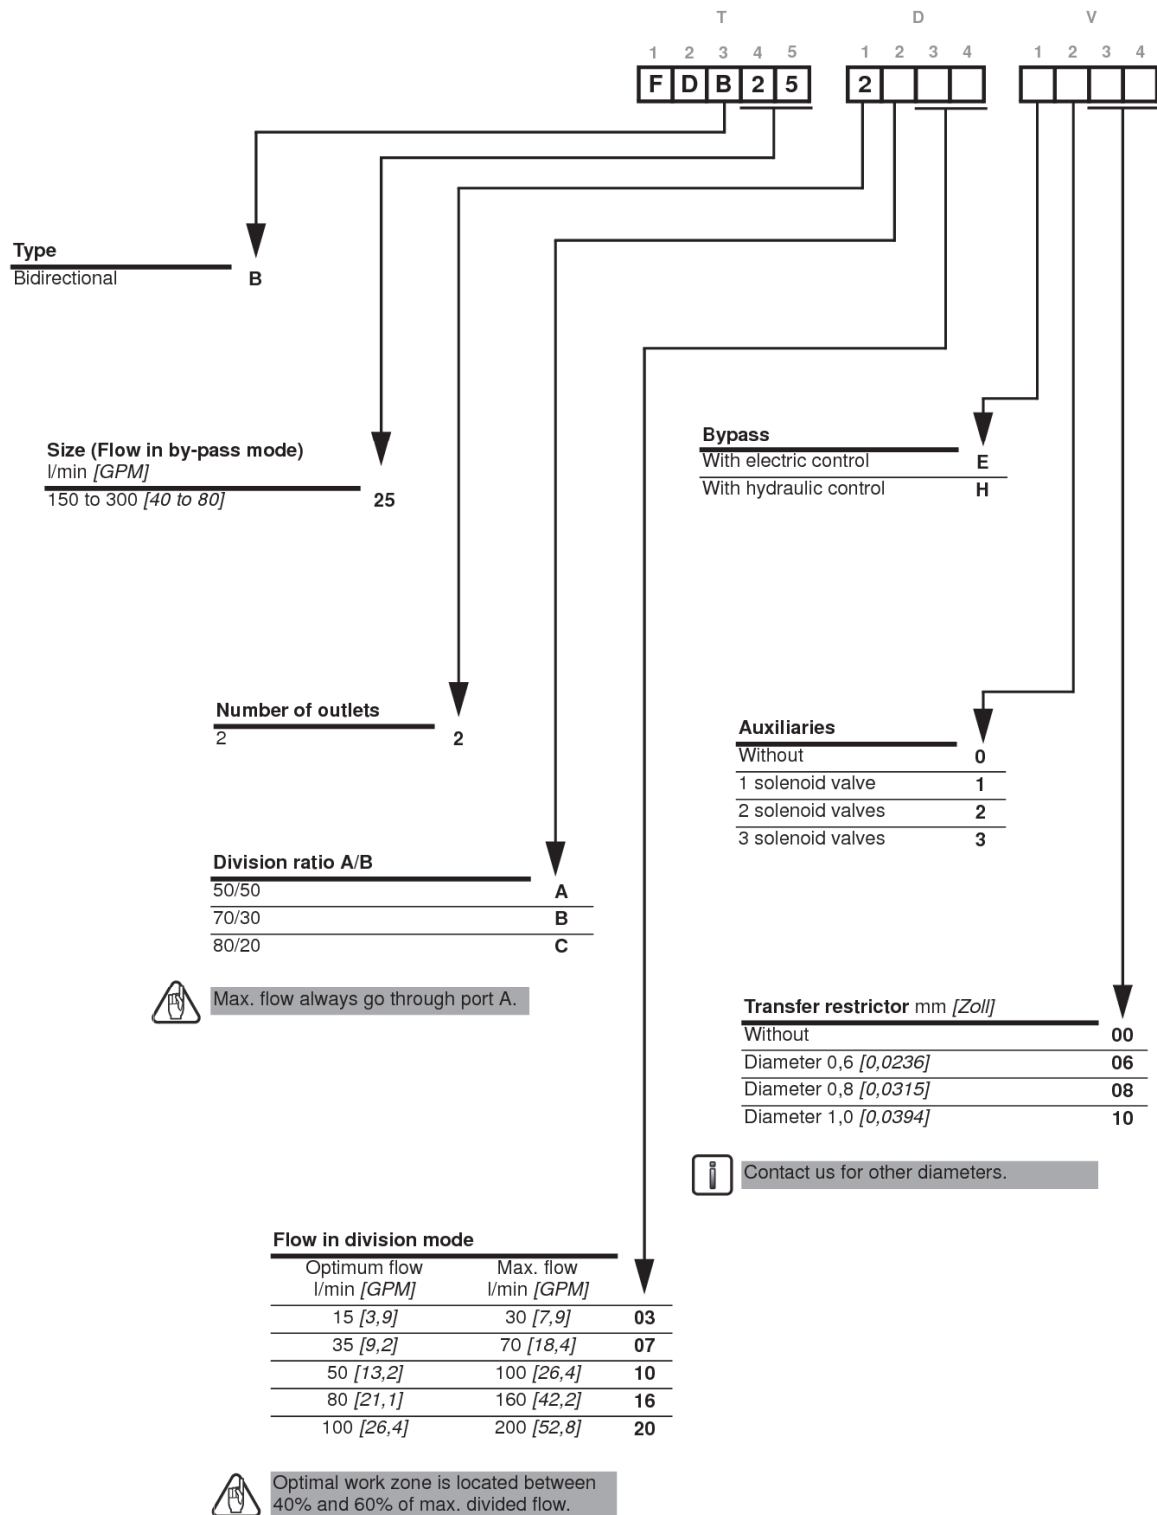 T D V
1 2 3 4 5 1 2 3 4 1 2 3 4
F D B 2 5 2
Type
Bidirectional B
Size (Flow in by-pass mode)
l/min [GPM]
150 to 300 [40 to 80] 25
Bypass
With electric control E
With hydraulic control H
Number of outlets
2 2
Auxiliaries
Without 0
1 solenoid valve 1
2 solenoid valves 2
3 solenoid valves 3
Division ratio A/B
50/50 A
70/30 B
80/20 C
Max. flow always go through port A.
Transfer restrictor mm [Zoll]
Without 00
Diameter 0,6 [0,0236] 06
Diameter 0,8 [0,0315] 08
Diameter 1,0 [0,0394] 10
i Contact us for other diameters.
Flow in division mode
Optimum flow Max. flow
l/min [GPM] l/min [GPM]
15 [3,9] 30 [7,9] 03
35 [9,2] 70 [18,4] 07
50 [13,2] 100 [26,4] 10
80 [21,1] 160 [42,2] 16
100 [26,4] 200 [52,8] 20
Optimal work zone is located between
40% and 60% of max. divided flow.